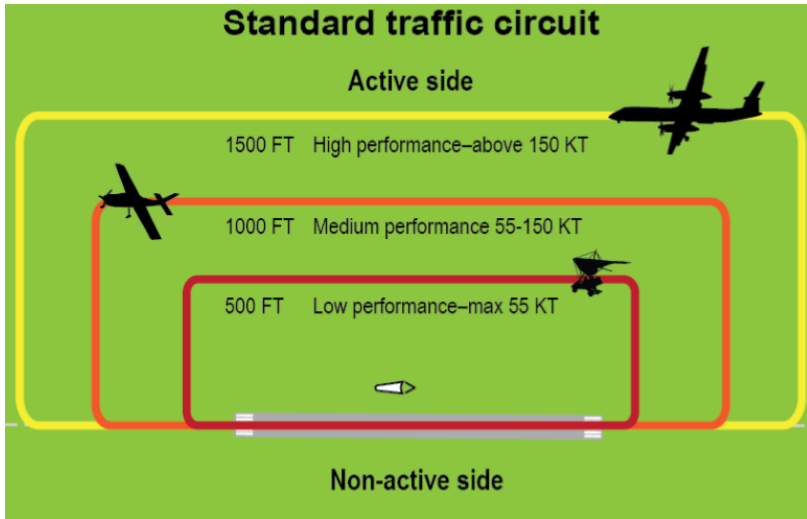 Standard traffic circuit
Active side
1500 FT High performance–above 150 KT
1000 FT Medium performance 55-150 KT
500 FT Low performance–max 55 KT
Non-active side